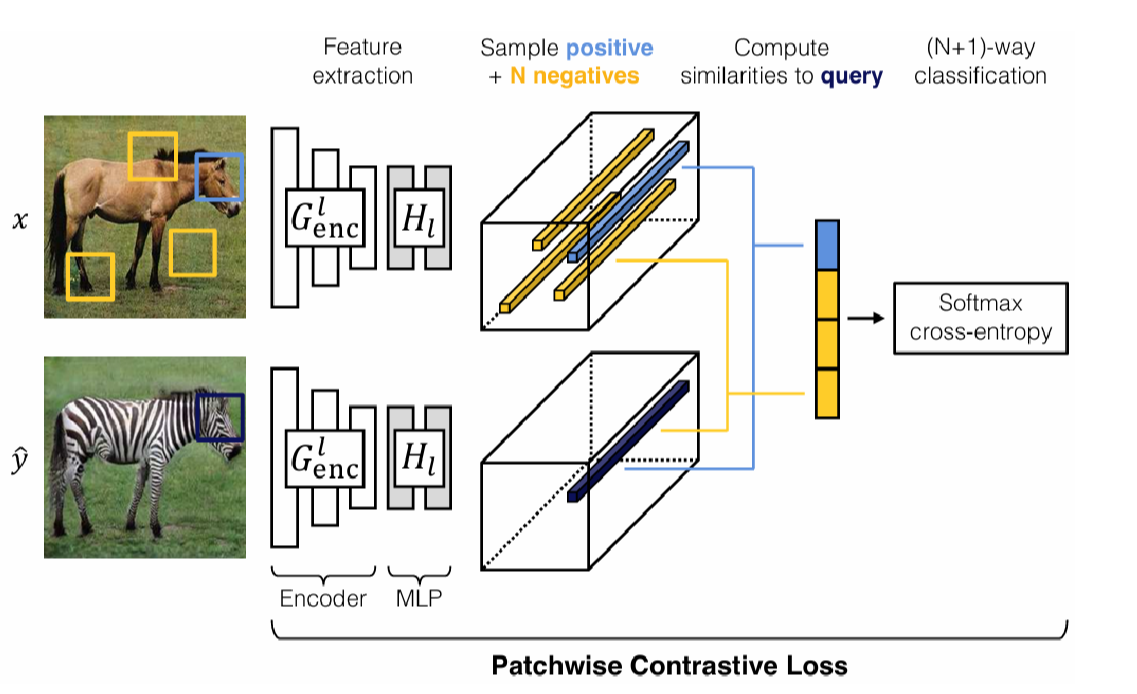 Feature
extraction
Sample positive
+ N negatives
Compute
similarities to query
(N+1)-way
classification
x
G^l_enc
H_l
Softmax
cross-entropy
ŷ
G^l_enc
H_l
Encoder
MLP
Patchwise Contrastive Loss